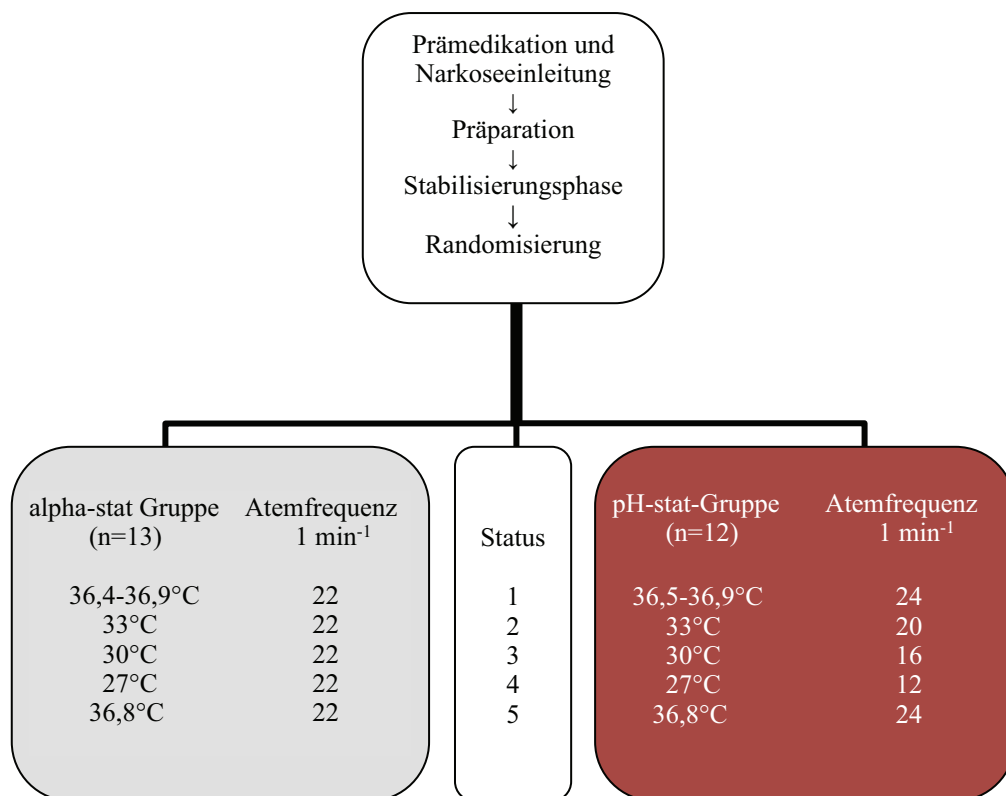 Prämedikation und
Narkoseeinleitung
↓
Präparation
↓
Stabilisierungsphase
↓
Randomisierung
alpha-stat Gruppe Atemfrequenz
(n=13) 1 min⁻¹
36,4-36,9°C 22
33°C 22
30°C 22
27°C 22
36,8°C 22
Status
1
2
3
4
5
pH-stat-Gruppe Atemfrequenz
(n=12) 1 min⁻¹
36,5-36,9°C 24
33°C 20
30°C 16
27°C 12
36,8°C 24